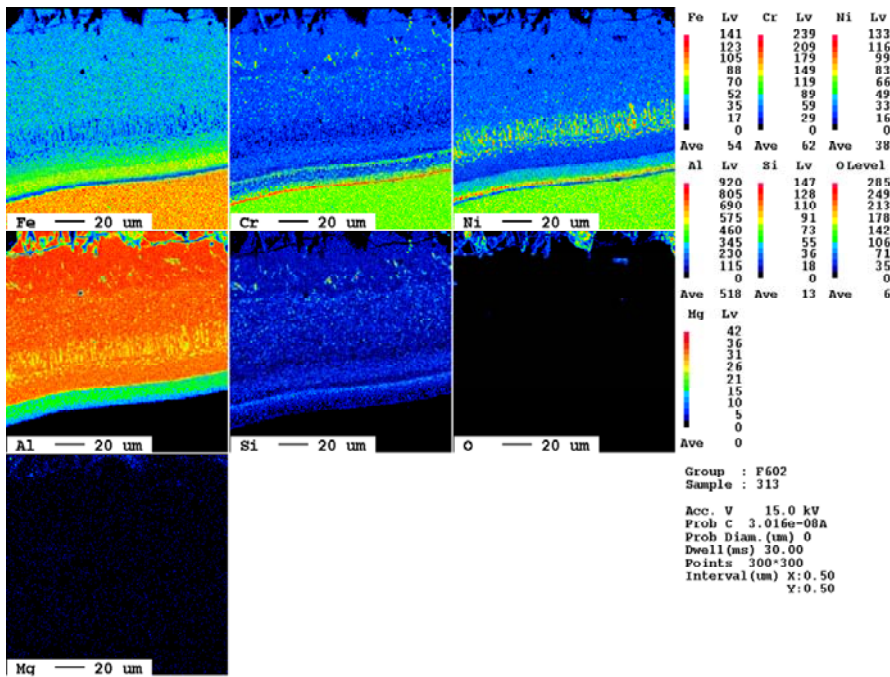 Fe Lv Cr Lv Ni Lv
141 239 133
123 209 116
105 179 99
88 149 83
70 119 66
52 89 49
35 59 33
17 29 16
0 0 0
Ave 54 Ave 62 Ave 38
Al Lv Si Lv O Level
920 147 285
805 128 249
690 110 213
575 91 178
460 73 142
345 55 106
230 36 71
115 18 35
0 0 0
Ave 518 Ave 13 Ave 6
Mg Lv
42
36
31
26
21
15
10
5
0
Ave 0
Fe 20 um
Cr 20 um
Ni 20 um
Al 20 um
Si 20 um
O 20 um
Mg 20 um
Group : F602
Sample : 313
Acc. V 15.0 kV
Prob C 3.016e-08A
Prob Diam.(um) 0
Dwell(ms) 30.00
Points 300*300
Interval(um) X:0.50
Y:0.50